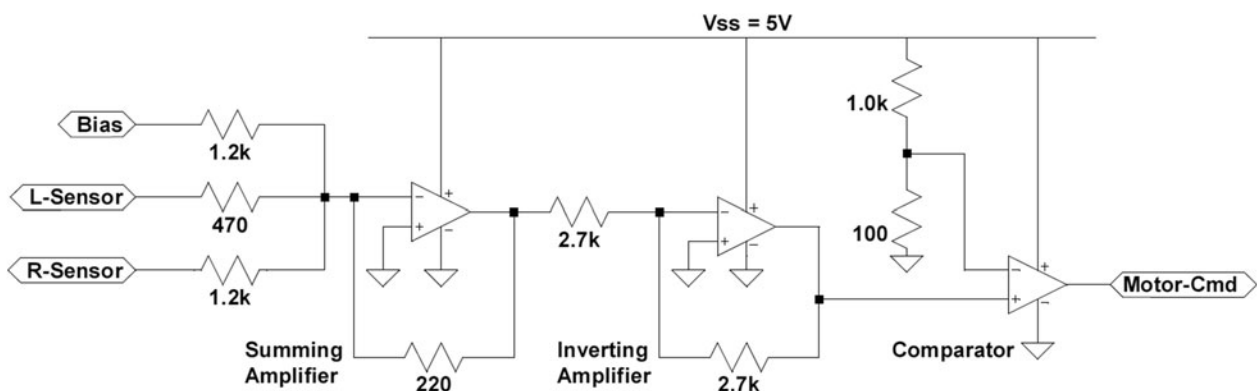 Vss = 5V
Bias
1.2k
L-Sensor
470
R-Sensor
1.2k
Summing
Amplifier
220
2.7k
Inverting
Amplifier
2.7k
1.0k
100
Comparator
Motor-Cmd